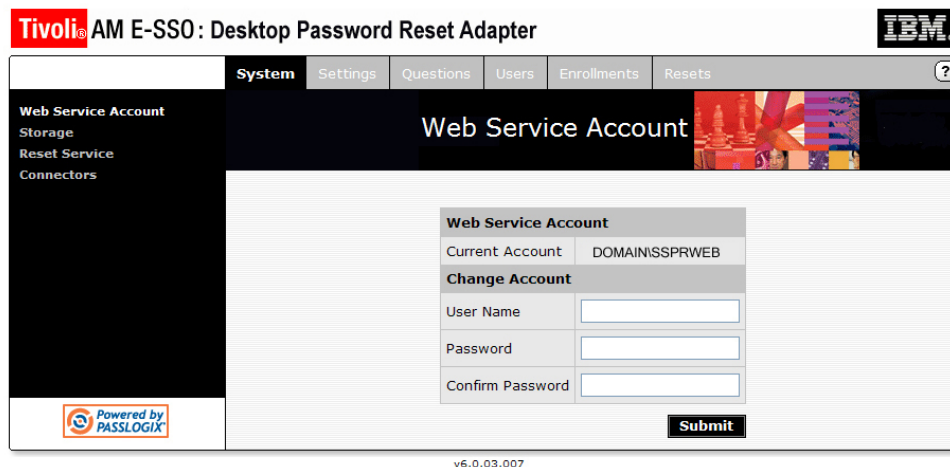 Tivoli® AM E-SSO: Desktop Password Reset Adapter
IBM.
System Settings Questions Users Enrollments Resets
?
Web Service Account
Storage
Reset Service
Connectors
Web Service Account
Web Service Account
Current Account DOMAIN\SSPRWEB
Change Account
User Name
Password
Confirm Password
Submit
Powered by
PASSLOGIX
v6.0.03.007